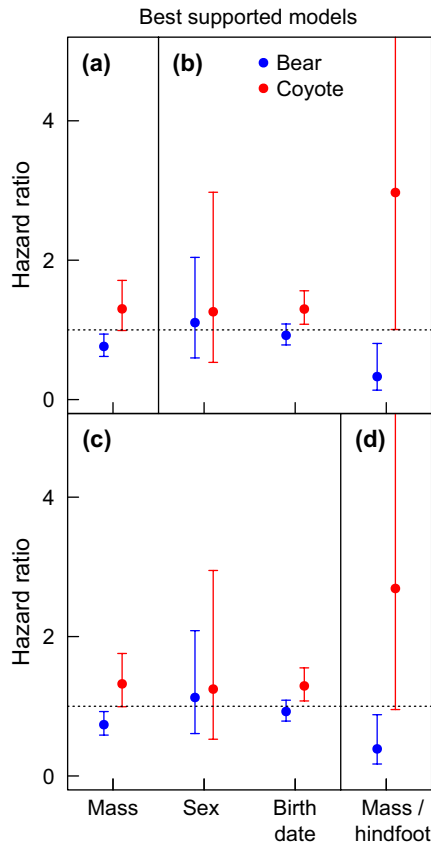 Best supported models
(a)
(b)
Bear
Coyote
Hazard ratio
4
2
0
(c)
(d)
Hazard ratio
4
2
0
Mass
Sex
Birth
date
Mass /
hindfoot